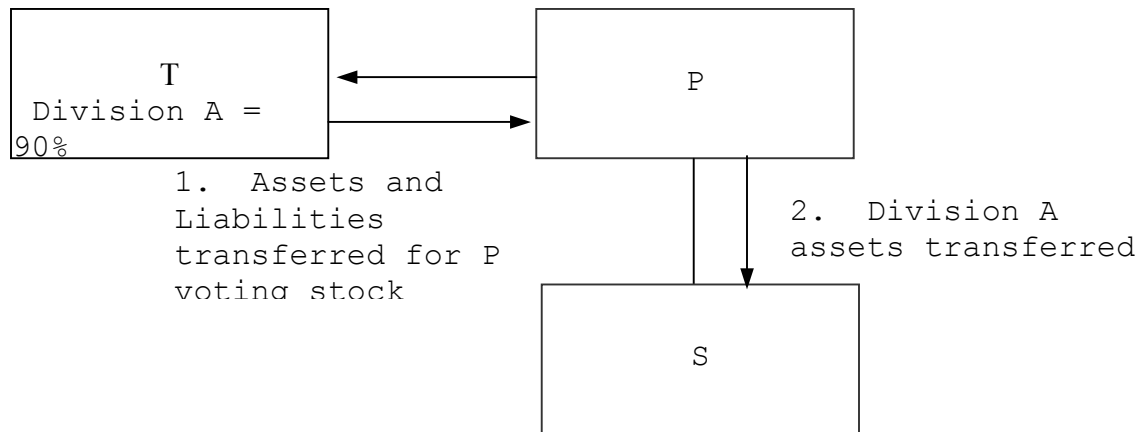 T
Division A =
90%
P
1. Assets and
Liabilities
transferred for P
voting stock
2. Division A
assets transferred
S